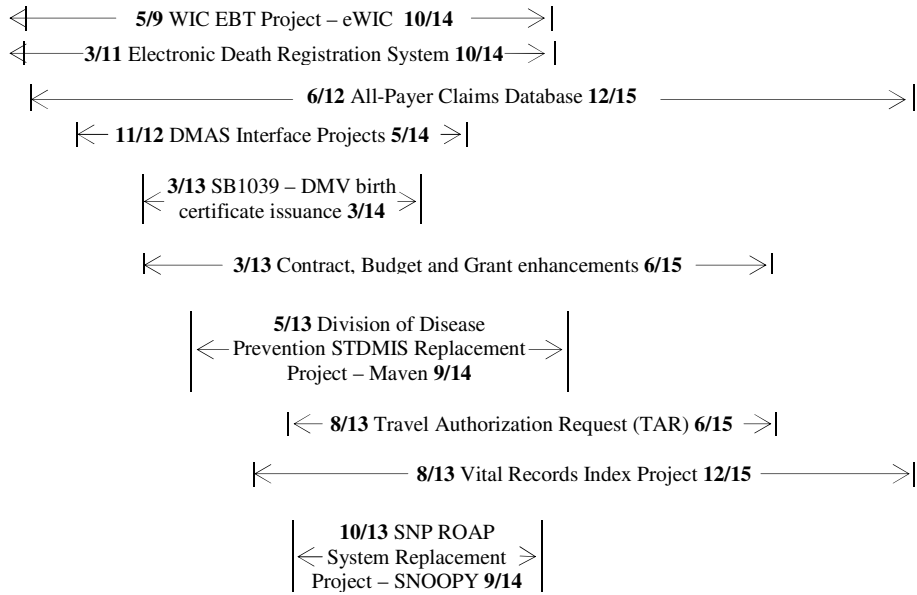 5/9 WIC EBT Project – eWIC 10/14
3/11 Electronic Death Registration System 10/14
6/12 All-Payer Claims Database 12/15
11/12 DMAS Interface Projects 5/14
3/13 SB1039 – DMV birth
certificate issuance 3/14
3/13 Contract, Budget and Grant enhancements 6/15
5/13 Division of Disease
Prevention STDMIS Replacement
Project – Maven 9/14
8/13 Travel Authorization Request (TAR) 6/15
8/13 Vital Records Index Project 12/15
10/13 SNP ROAP
System Replacement
Project – SNOOPY 9/14